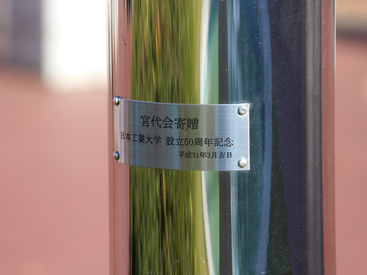 宮代会寄贈
日本工業大学 設立50周年記念
平成31年3月吉日